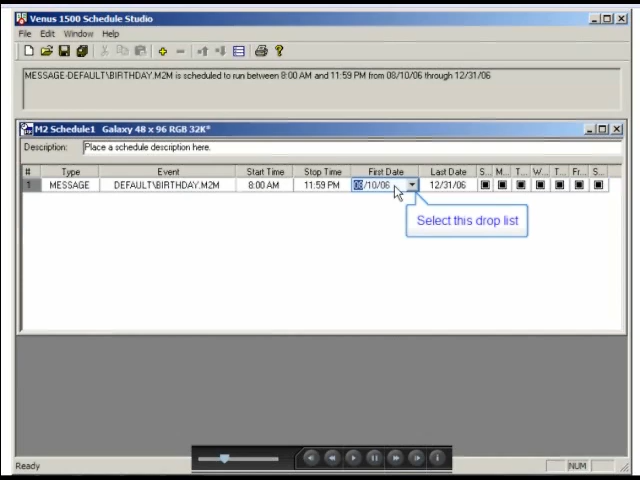 Venus 1500 Schedule Studio
File Edit Window Help
MESSAGE-DEFAULT\BIRTHDAY.M2M is scheduled to run between 8:00 AM and 11:59 PM from 08/10/06 through 12/31/06
M2 Schedule1 Galaxy 48 x 96 RGB 32K*
Description: Place a schedule description here.
# Type Event Start Time Stop Time First Date Last Date S... M... T... W... T... Fr... S...
1 MESSAGE DEFAULT\BIRTHDAY.M2M 8:00 AM 11:59 PM 08/10/06 12/31/06
Select this drop list
Ready NUM